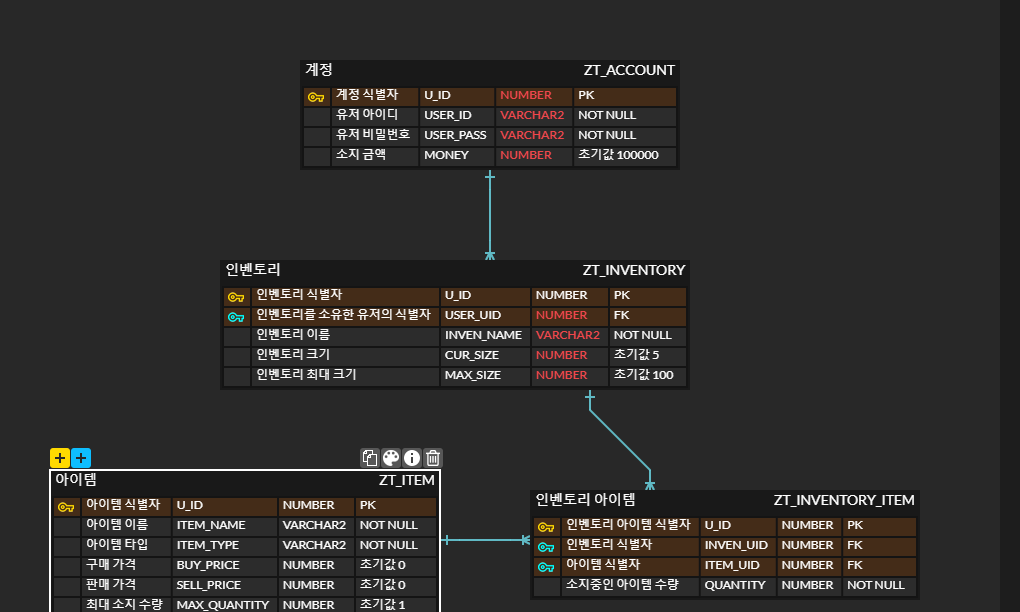 계정 ZT_ACCOUNT
계정 식별자 U_ID NUMBER PK
유저 아이디 USER_ID VARCHAR2 NOT NULL
유저 비밀번호 USER_PASS VARCHAR2 NOT NULL
소지 금액 MONEY NUMBER 초기값 100000
인벤토리 ZT_INVENTORY
인벤토리 식별자 U_ID NUMBER PK
인벤토리를 소유한 유저의 식별자 USER_UID NUMBER FK
인벤토리 이름 INVEN_NAME VARCHAR2 NOT NULL
인벤토리 크기 CUR_SIZE NUMBER 초기값 5
인벤토리 최대 크기 MAX_SIZE NUMBER 초기값 100
아이템 ZT_ITEM
아이템 식별자 U_ID NUMBER PK
아이템 이름 ITEM_NAME VARCHAR2 NOT NULL
아이템 타입 ITEM_TYPE VARCHAR2 NOT NULL
구매 가격 BUY_PRICE NUMBER 초기값 0
판매 가격 SELL_PRICE NUMBER 초기값 0
최대 소지 수량 MAX_QUANTITY NUMBER 초기값 1
인벤토리 아이템 ZT_INVENTORY_ITEM
인벤토리 아이템 식별자 U_ID NUMBER PK
인벤토리 식별자 INVEN_UID NUMBER FK
아이템 식별자 ITEM_UID NUMBER FK
소지중인 아이템 수량 QUANTITY NUMBER NOT NULL